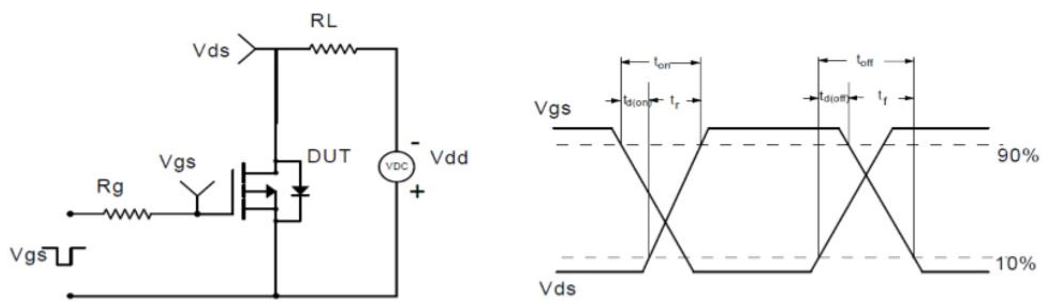 RL
Vds
Vgs
DUT
Rg
VDC
-
Vdd
+
Vgs
ton
toff
td(on)
tr
td(off)
tf
Vgs
90%
10%
Vds